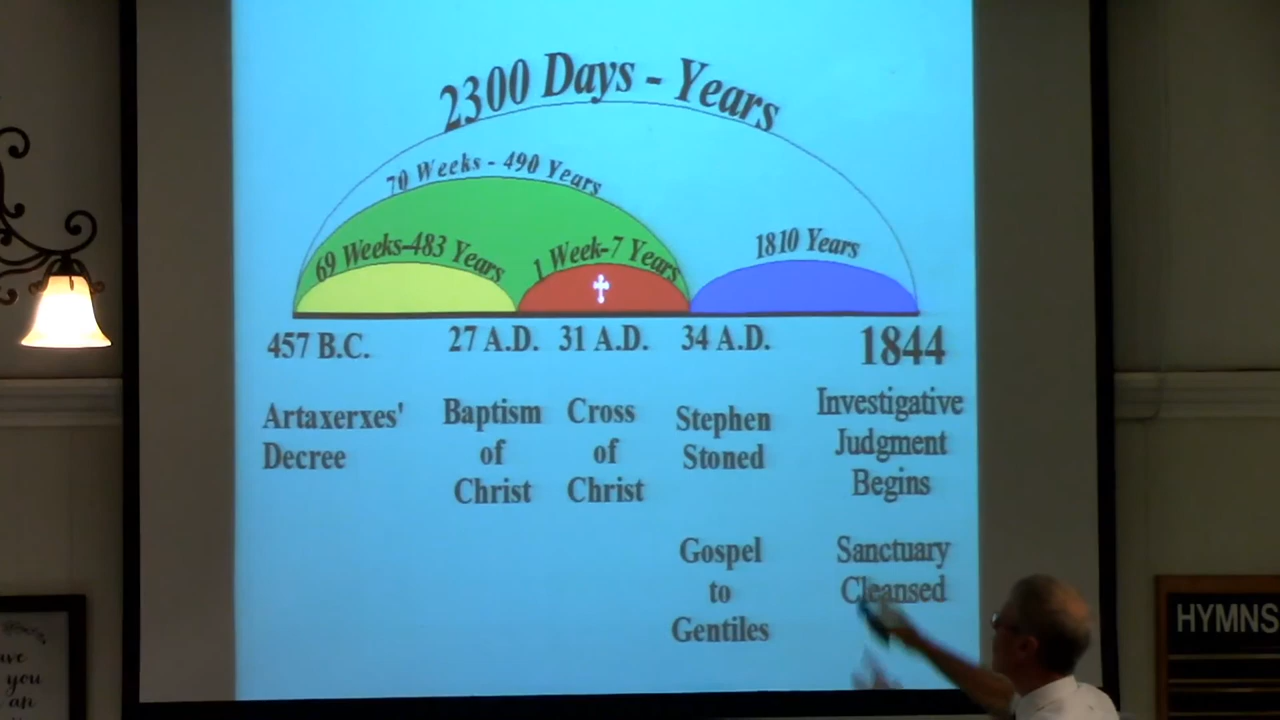 2300 Days - Years
70 Weeks - 490 Years
69 Weeks-483 Years
1 Week-7 Years
1810 Years
457 B.C.
27 A.D.
31 A.D.
34 A.D.
1844
Artaxerxes'
Decree
Baptism
of
Christ
Cross
of
Christ
Stephen
Stoned
Gospel
to
Gentiles
Investigative
Judgment
Begins
Sanctuary
Cleansed
HYMNS
you
an